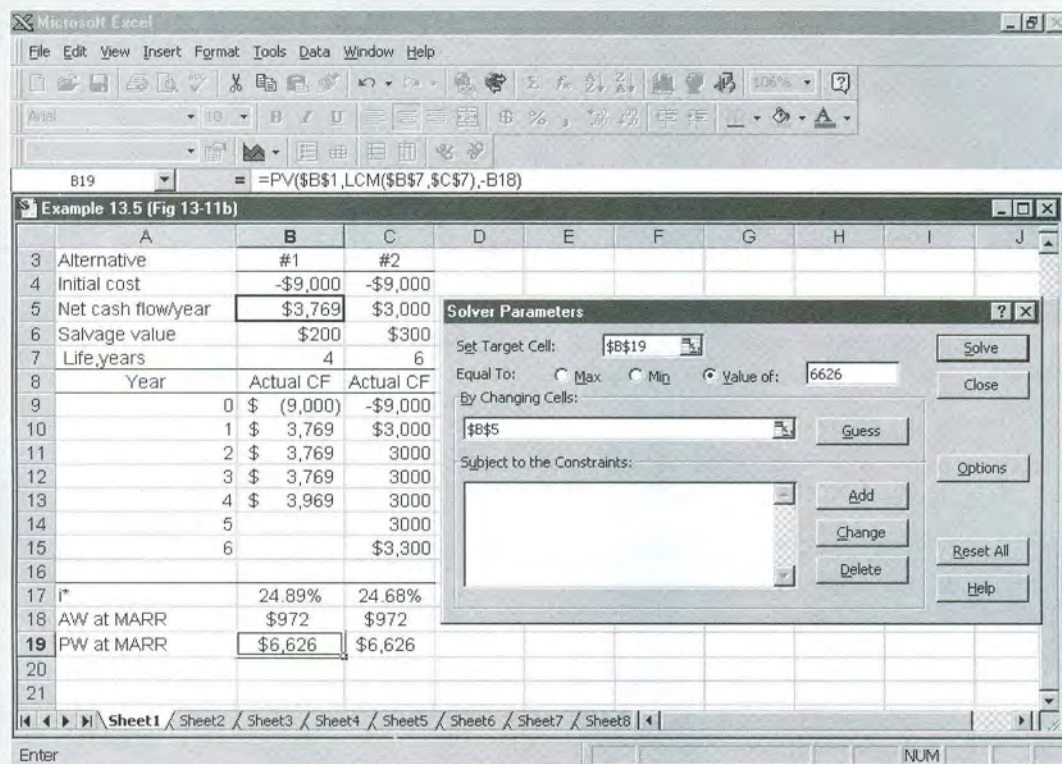 Microsoft Excel
File Edit View Insert Format Tools Data Window Help
106%
Arial 10 B I U
B19 = =PV($B$1,LCM($B$7,$C$7),-B18)
Example 13.5 (Fig 13-11b)
A B C D E F G H I J
3 Alternative #1 #2
4 Initial cost -$9,000 -$9,000
5 Net cash flow/year $3,769 $3,000
6 Salvage value $200 $300
7 Life,years 4 6
8 Year Actual CF Actual CF
9 0 $ (9,000) -$9,000
10 1 $ 3,769 $3,000
11 2 $ 3,769 3000
12 3 $ 3,769 3000
13 4 $ 3,969 3000
14 5 3000
15 6 $3,300
16
17 i* 24.89% 24.68%
18 AW at MARR $972 $972
19 PW at MARR $6,626 $6,626
20
21
Solver Parameters
Set Target Cell: $B$19 Solve
Equal To: Max Min Value of: 6626 Close
By Changing Cells:
$B$5 Guess
Subject to the Constraints: Options
Add
Change
Reset All
Delete
Help
Sheet1 / Sheet2 / Sheet3 / Sheet4 / Sheet5 / Sheet6 / Sheet7 / Sheet8
Enter NUM